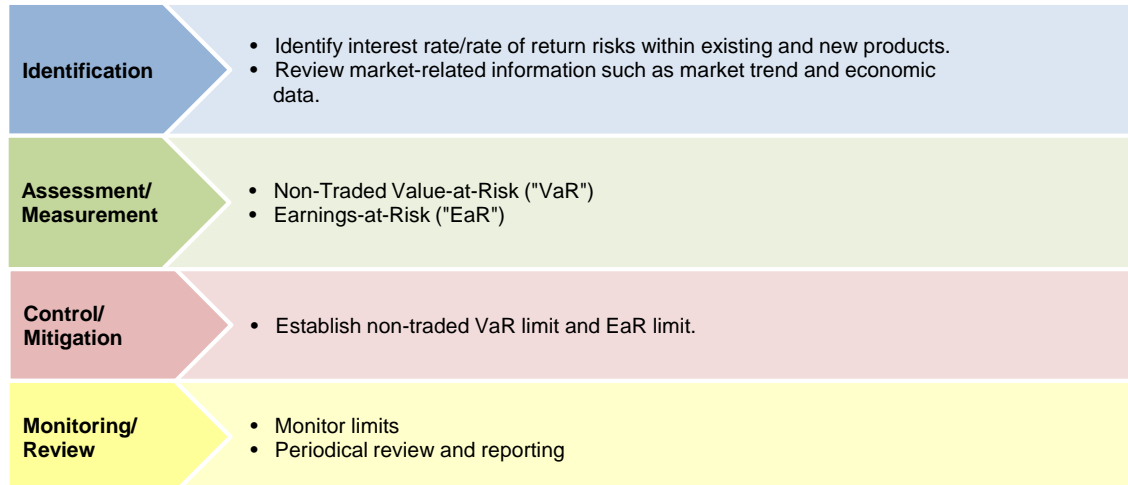 Identification
• Identify interest rate/rate of return risks within existing and new products.
• Review market-related information such as market trend and economic
data.
Assessment/
Measurement
• Non-Traded Value-at-Risk ("VaR")
• Earnings-at-Risk ("EaR")
Control/
Mitigation
• Establish non-traded VaR limit and EaR limit.
Monitoring/
Review
• Monitor limits
• Periodical review and reporting